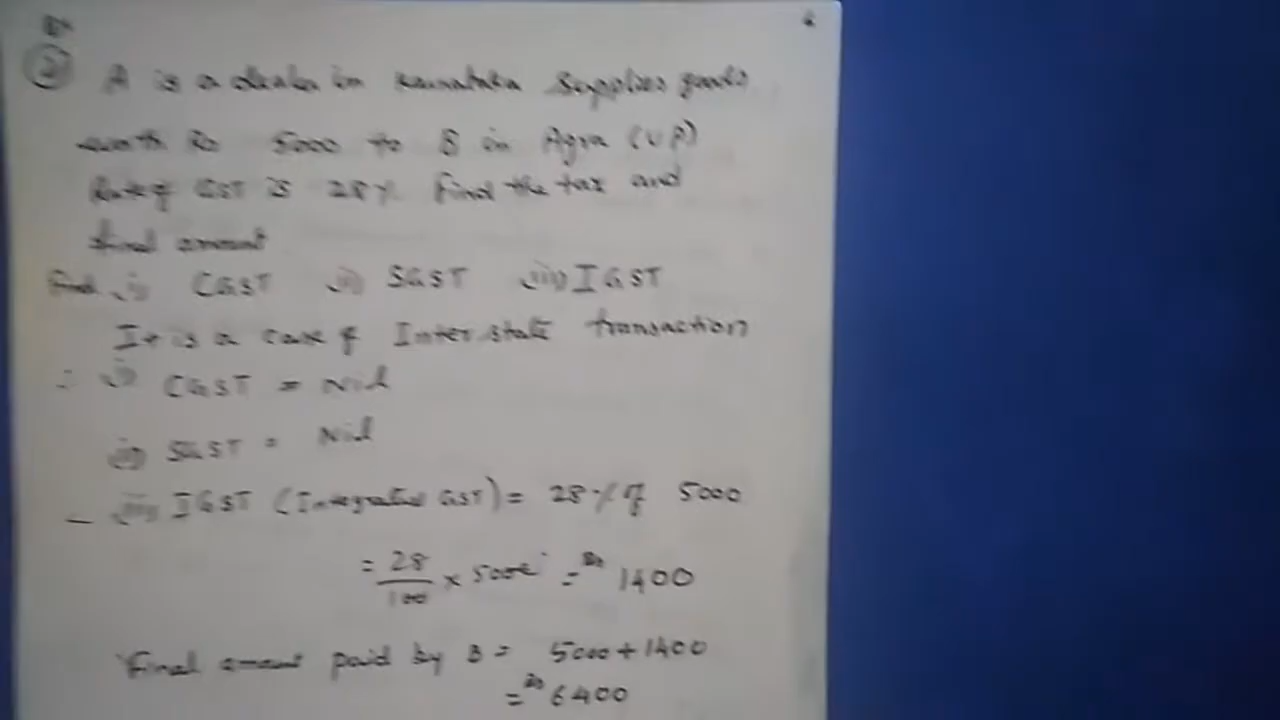 Ex
② A is a dealer in Karnataka Supplies goods
worth Rs 5000 to B in Agra (UP)
Rate of GST is 28% Find the tax and
final amount
Find (i) CGST (ii) SGST (iii) IGST
It is a case of Interstate transaction
∴ (i) CGST = Nil
(ii) SGST = Nil
(iii) IGST (Integrated GST) = 28% of 5000
= 28/100 × 5000 = Rs 1400
Final amount paid by B = 5000 + 1400
= Rs 6400